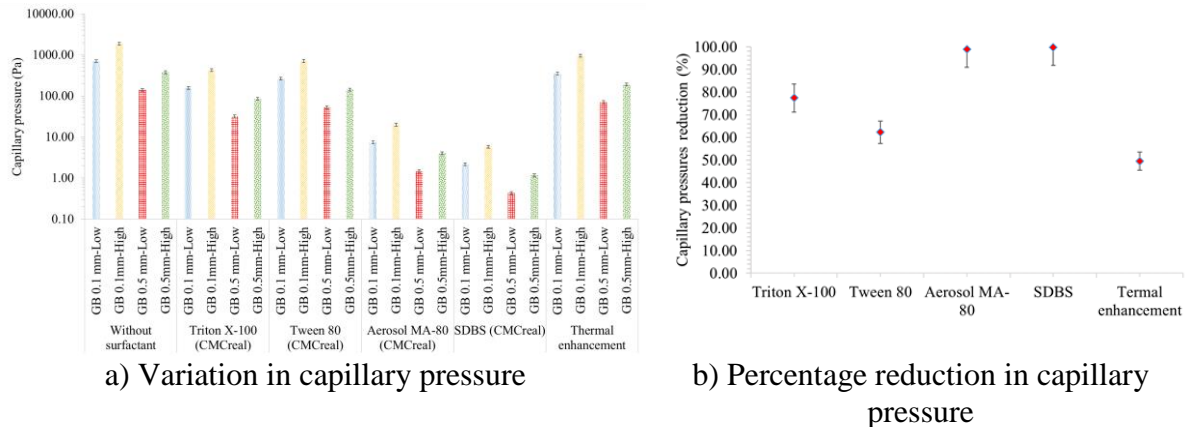 10000.00
1000.00
100.00
10.00
1.00
0.10
Capillary pressure (Pa)
GB 0.1 mm-Low
GB 0.1mm-High
GB 0.5 mm-Low
GB 0.5mm-High
GB 0.1 mm-Low
GB 0.1mm-High
GB 0.5 mm-Low
GB 0.5mm-High
GB 0.1 mm-Low
GB 0.1mm-High
GB 0.5 mm-Low
GB 0.5mm-High
GB 0.1 mm-Low
GB 0.1mm-High
GB 0.5 mm-Low
GB 0.5mm-High
GB 0.1 mm-Low
GB 0.1mm-High
GB 0.5 mm-Low
GB 0.5mm-High
GB 0.1 mm-Low
GB 0.1mm-High
GB 0.5 mm-Low
GB 0.5mm-High
Without
surfactant
Triton X-100
(CMCreal)
Tween 80
(CMCreal)
Aerosol MA-80
(CMCreal)
SDBS (CMCreal)
Thermal
enhancement
a) Variation in capillary pressure
100.00
90.00
80.00
70.00
60.00
50.00
40.00
30.00
20.00
10.00
0.00
Capillary pressures reduction (%)
Triton X-100
Tween 80
Aerosol MA-
80
SDBS
Termal
enhancement
b) Percentage reduction in capillary
pressure